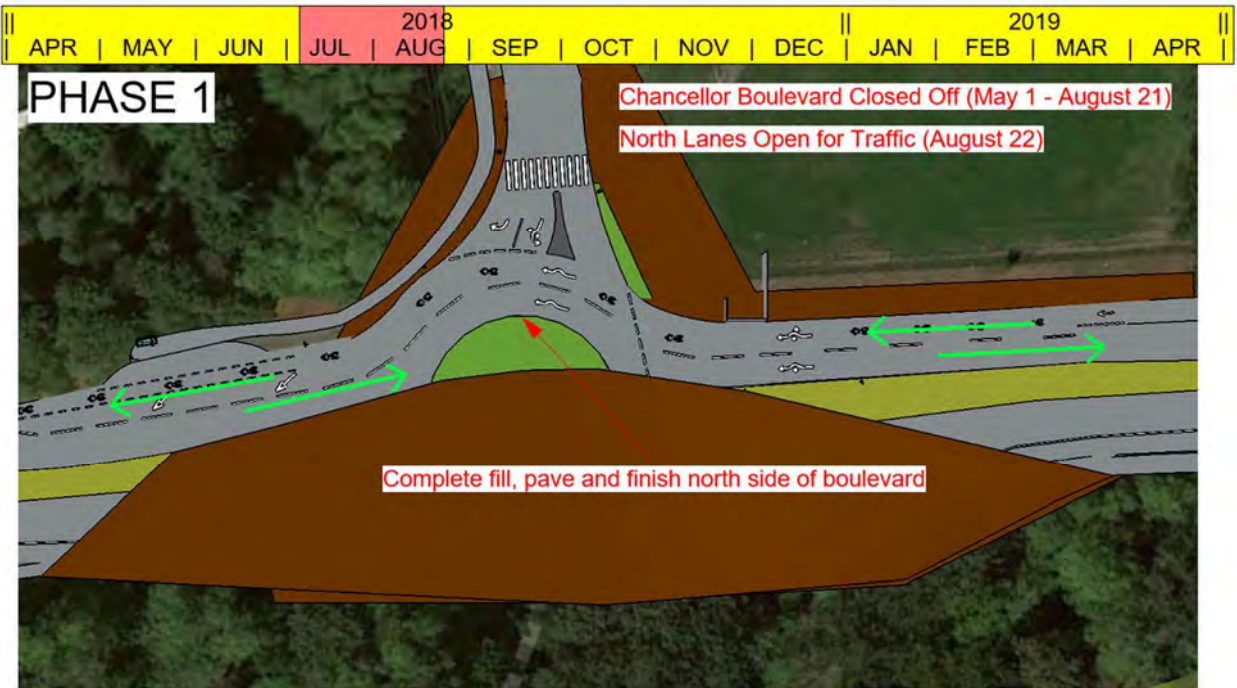 || 2018 || 2019 ||
| APR | MAY | JUN | JUL | AUG | SEP | OCT | NOV | DEC | JAN | FEB | MAR | APR |
PHASE 1
Chancellor Boulevard Closed Off (May 1 - August 21)
North Lanes Open for Traffic (August 22)
Complete fill, pave and finish north side of boulevard